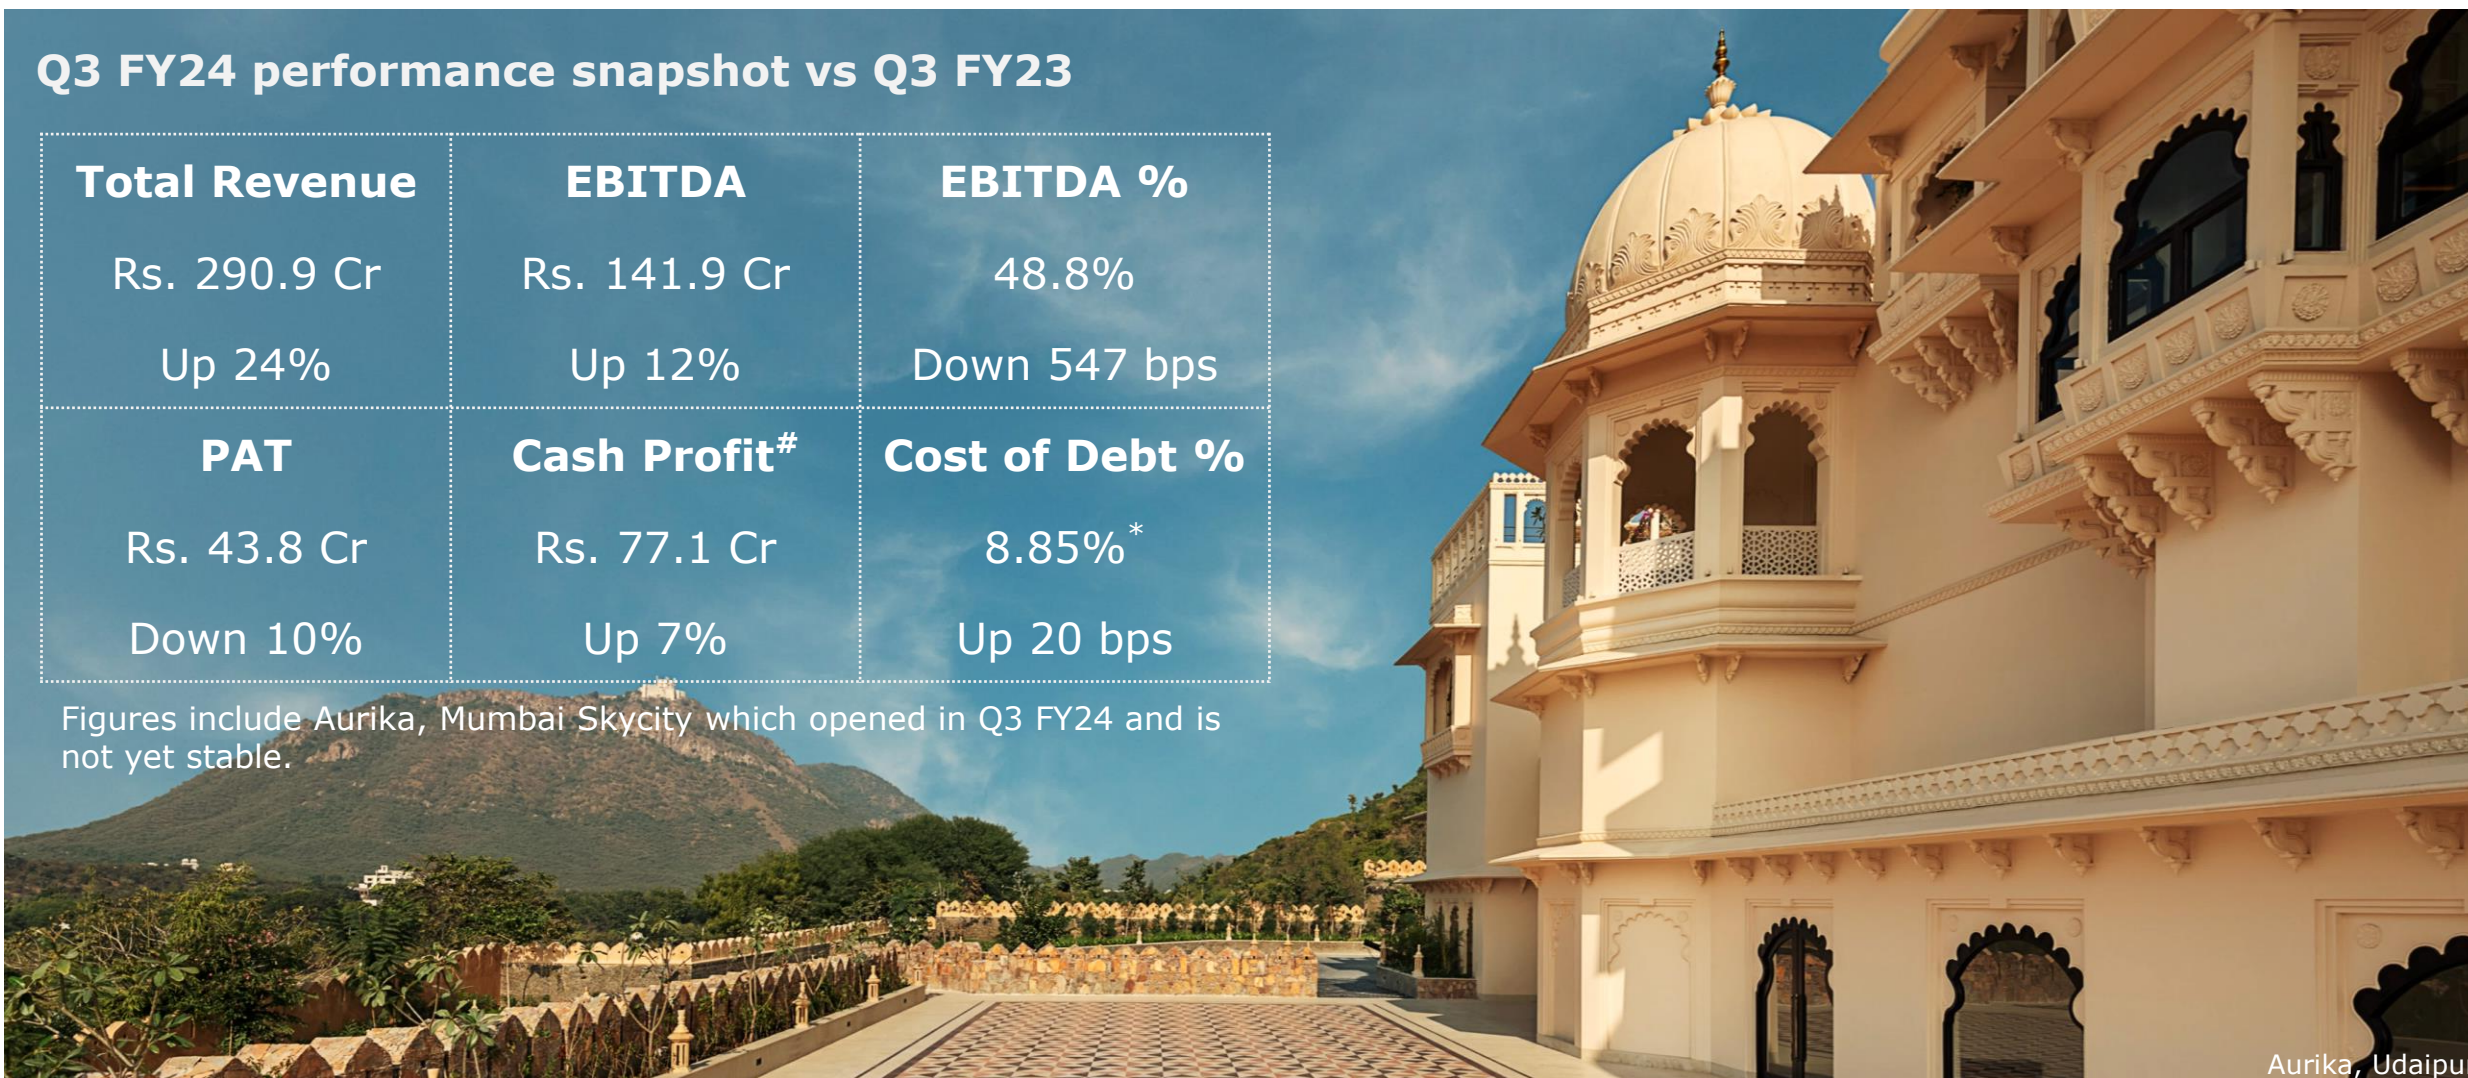 Q3 FY24 performance snapshot vs Q3 FY23
Total Revenue
Rs. 290.9 Cr
Up 24%
EBITDA
Rs. 141.9 Cr
Up 12%
EBITDA %
48.8%
Down 547 bps
PAT
Rs. 43.8 Cr
Down 10%
Cash Profit#
Rs. 77.1 Cr
Up 7%
Cost of Debt %
8.85%*
Up 20 bps
Figures include Aurika, Mumbai Skycity which opened in Q3 FY24 and is
not yet stable.
Aurika, Udaipur